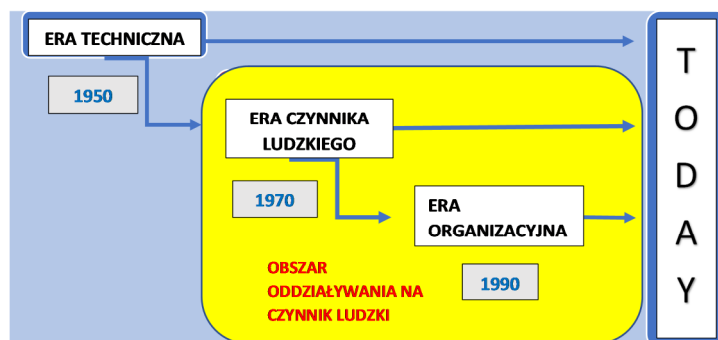 ERA TECHNICZNA
1950
ERA CZYNNIKA
LUDZKIEGO
1970
ERA
ORGANIZACYJNA
1990
OBSZAR
ODDZIAŁYWANIA NA
CZYNNIK LUDZKI
T
O
D
A
Y